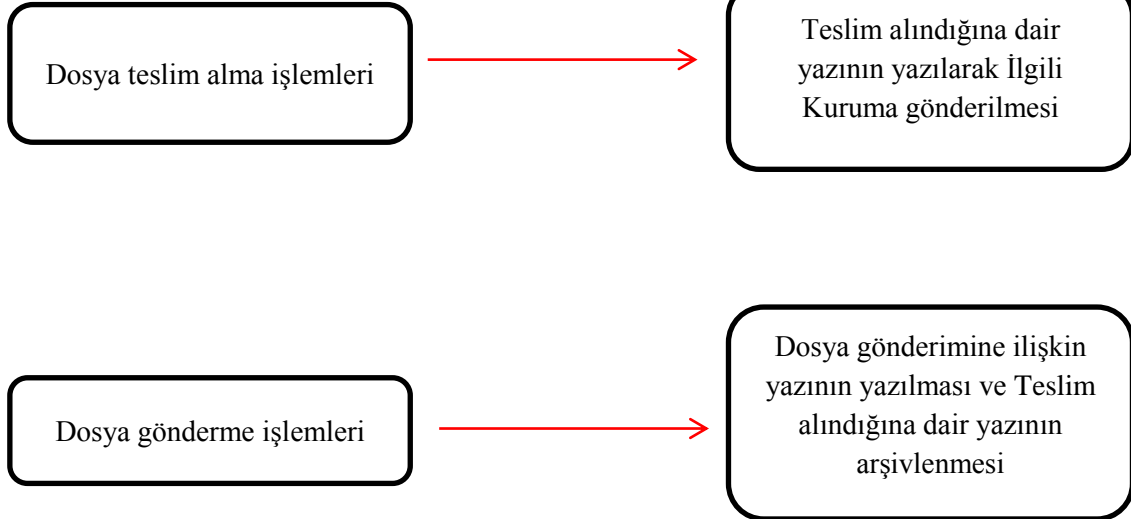 Dosya teslim alma işlemleri
Teslim alındığına dair
yazının yazılarak İlgili
Kuruma gönderilmesi
Dosya gönderme işlemleri
Dosya gönderimine ilişkin
yazının yazılması ve Teslim
alındığına dair yazının
arşivlenmesi